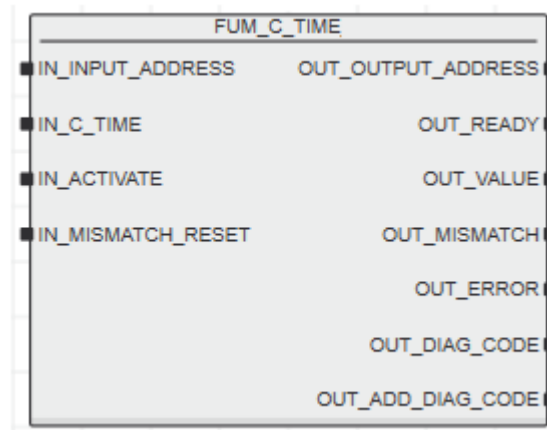 FUM_C_TIME
IN_INPUT_ADDRESS OUT_OUTPUT_ADDRESS
IN_C_TIME OUT_READY
IN_ACTIVATE OUT_VALUE
IN_MISMATCH_RESET OUT_MISMATCH
OUT_ERROR
OUT_DIAG_CODE
OUT_ADD_DIAG_CODE